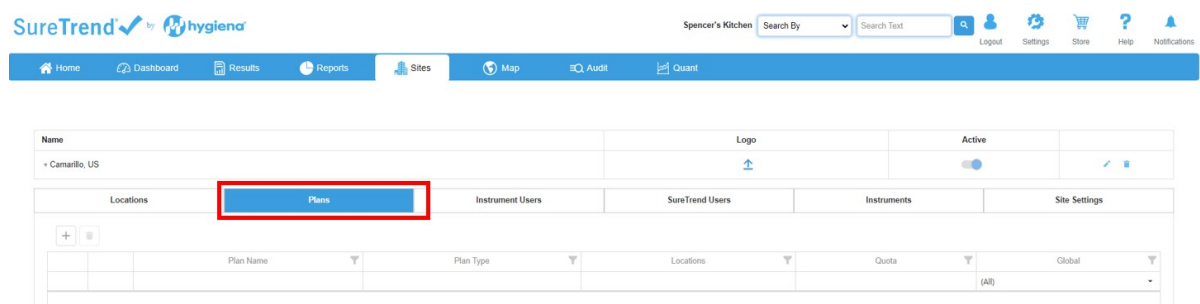 SureTrend by hygiena
Spencer's Kitchen Search By Search Text
Logout Settings Store Help Notifications
Home Dashboard Results Reports Sites Map Audit Quant
Name Logo Active
Camarillo, US
Locations Plans Instrument Users SureTrend Users Instruments Site Settings
Plan Name Plan Type Locations Quota Global
(All)